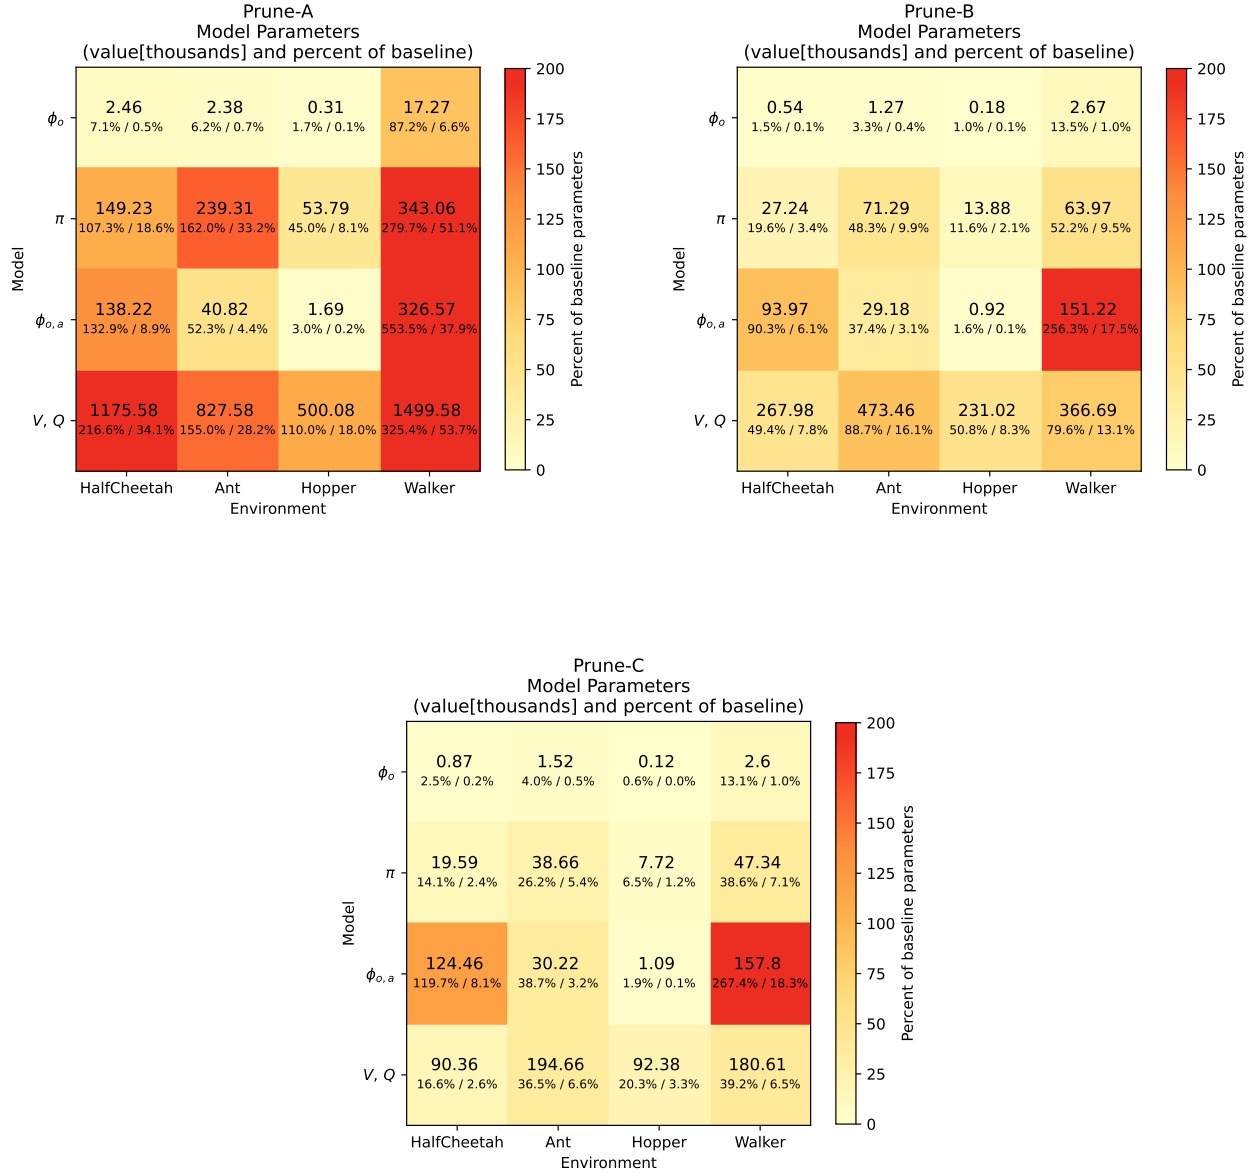 Prune-A
Model Parameters
(value[thousands] and percent of baseline)
Model
ϕo 2.46 2.38 0.31 17.27
7.1% / 0.5% 6.2% / 0.7% 1.7% / 0.1% 87.2% / 6.6%
π 149.23 239.31 53.79 343.06
107.3% / 18.6% 162.0% / 33.2% 45.0% / 8.1% 279.7% / 51.1%
ϕo, a 138.22 40.82 1.69 326.57
132.9% / 8.9% 52.3% / 4.4% 3.0% / 0.2% 553.5% / 37.9%
V, Q 1175.58 827.58 500.08 1499.58
216.6% / 34.1% 155.0% / 28.2% 110.0% / 18.0% 325.4% / 53.7%
HalfCheetah Ant Hopper Walker
Environment
200
175
150
125
100
75
50
25
0
Percent of baseline parameters
Prune-B
Model Parameters
(value[thousands] and percent of baseline)
Model
ϕo 0.54 1.27 0.18 2.67
1.5% / 0.1% 3.3% / 0.4% 1.0% / 0.1% 13.5% / 1.0%
π 27.24 71.29 13.88 63.97
19.6% / 3.4% 48.3% / 9.9% 11.6% / 2.1% 52.2% / 9.5%
ϕo, a 93.97 29.18 0.92 151.22
90.3% / 6.1% 37.4% / 3.1% 1.6% / 0.1% 256.3% / 17.5%
V, Q 267.98 473.46 231.02 366.69
49.4% / 7.8% 88.7% / 16.1% 50.8% / 8.3% 79.6% / 13.1%
HalfCheetah Ant Hopper Walker
Environment
200
175
150
125
100
75
50
25
0
Percent of baseline parameters
Prune-C
Model Parameters
(value[thousands] and percent of baseline)
Model
ϕo 0.87 1.52 0.12 2.6
2.5% / 0.2% 4.0% / 0.5% 0.6% / 0.0% 13.1% / 1.0%
π 19.59 38.66 7.72 47.34
14.1% / 2.4% 26.2% / 5.4% 6.5% / 1.2% 38.6% / 7.1%
ϕo, a 124.46 30.22 1.09 157.8
119.7% / 8.1% 38.7% / 3.2% 1.9% / 0.1% 267.4% / 18.3%
V, Q 90.36 194.66 92.38 180.61
16.6% / 2.6% 36.5% / 6.6% 20.3% / 3.3% 39.2% / 6.5%
HalfCheetah Ant Hopper Walker
Environment
200
175
150
125
100
75
50
25
0
Percent of baseline parameters